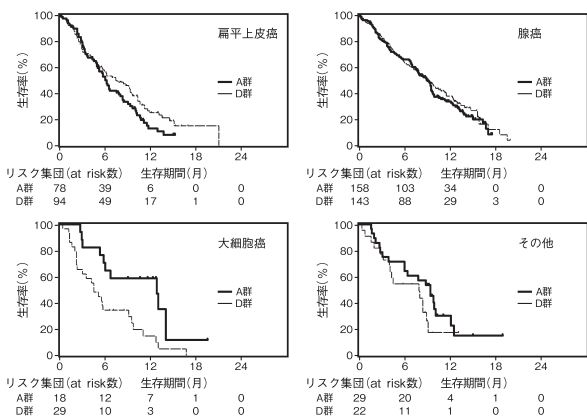 扁平上皮癌
生存率(%)
100
80
60
40
20
0
A群
D群
0 6 12 18 24
リスク集団(at risk数) 生存期間(月)
A群 78 39 6 0 0
D群 94 49 17 1 0
腺癌
生存率(%)
100
80
60
40
20
0
A群
D群
0 6 12 18 24
リスク集団(at risk数) 生存期間(月)
A群 158 103 34 0 0
D群 143 88 29 3 0
大細胞癌
生存率(%)
100
80
60
40
20
0
A群
D群
0 6 12 18 24
リスク集団(at risk数) 生存期間(月)
A群 18 12 7 1 0
D群 29 10 3 0 0
その他
生存率(%)
100
80
60
40
20
0
A群
D群
0 6 12 18 24
リスク集団(at risk数) 生存期間(月)
A群 29 20 4 1 0
D群 22 11 1 0 0